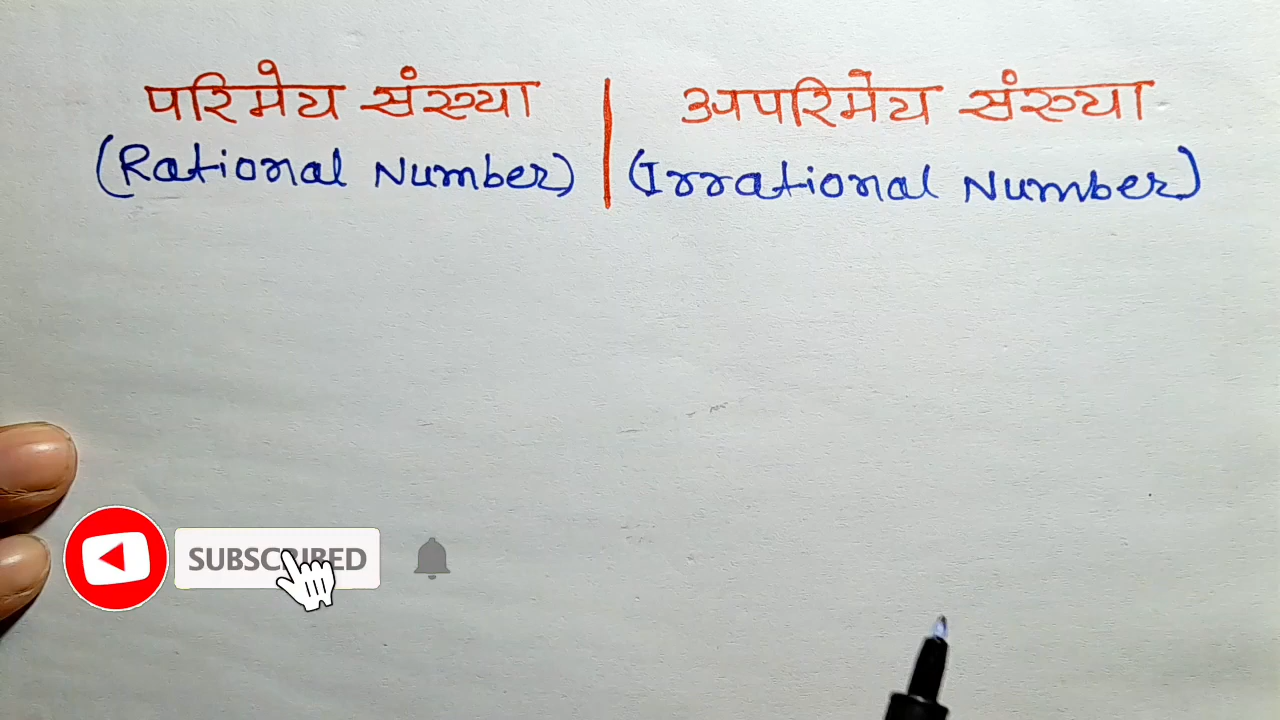 परिमेय संख्या | अपरिमेय संख्या
(Rational Number) | (Irrational Number)
SUBSCRIBED